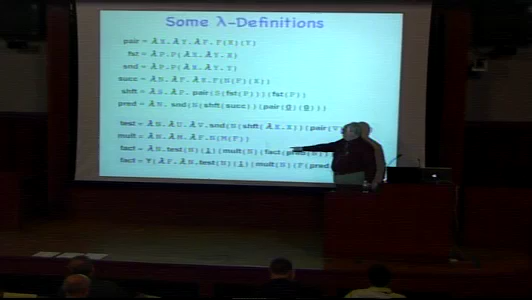 Some λ-Definitions
pair = λX.λY.λF.F(X)(Y)
fst = λP.P(λX.λY.X)
snd = λP.P(λX.λY.Y)
succ = λN.λF.λX.F(N(F)(X))
shft = λS.λP. pair(S(fst(P)))(fst(P))
pred = λN. snd(N(shft(succ))(pair(0)(0)))
test = λN.λU.λV.snd(N(shft(λX.X))(pair(V
mult = λN.λM.λF.N(M(F))
fact = λN.test(N)(1)(mult(N)(fact(pred(N))
fact = Y(λF.λN.test(N)(1)(mult(N)(F(pred